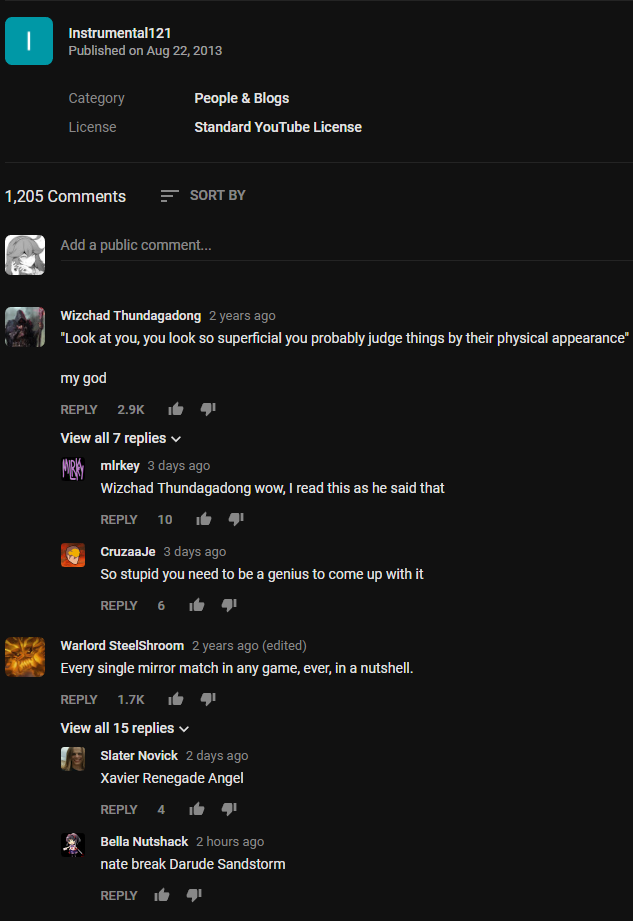 I
Instrumental121
Published on Aug 22, 2013
Category People & Blogs
License Standard YouTube License
1,205 Comments SORT BY
Add a public comment...
Wizchad Thundagadong 2 years ago
"Look at you, you look so superficial you probably judge things by their physical appearance"
my god
REPLY 2.9K
View all 7 replies
MLRKY
mlrkey 3 days ago
Wizchad Thundagadong wow, I read this as he said that
REPLY 10
CruzaaJe 3 days ago
So stupid you need to be a genius to come up with it
REPLY 6
Warlord SteelShroom 2 years ago (edited)
Every single mirror match in any game, ever, in a nutshell.
REPLY 1.7K
View all 15 replies
Slater Novick 2 days ago
Xavier Renegade Angel
REPLY 4
Bella Nutshack 2 hours ago
nate break Darude Sandstorm
REPLY